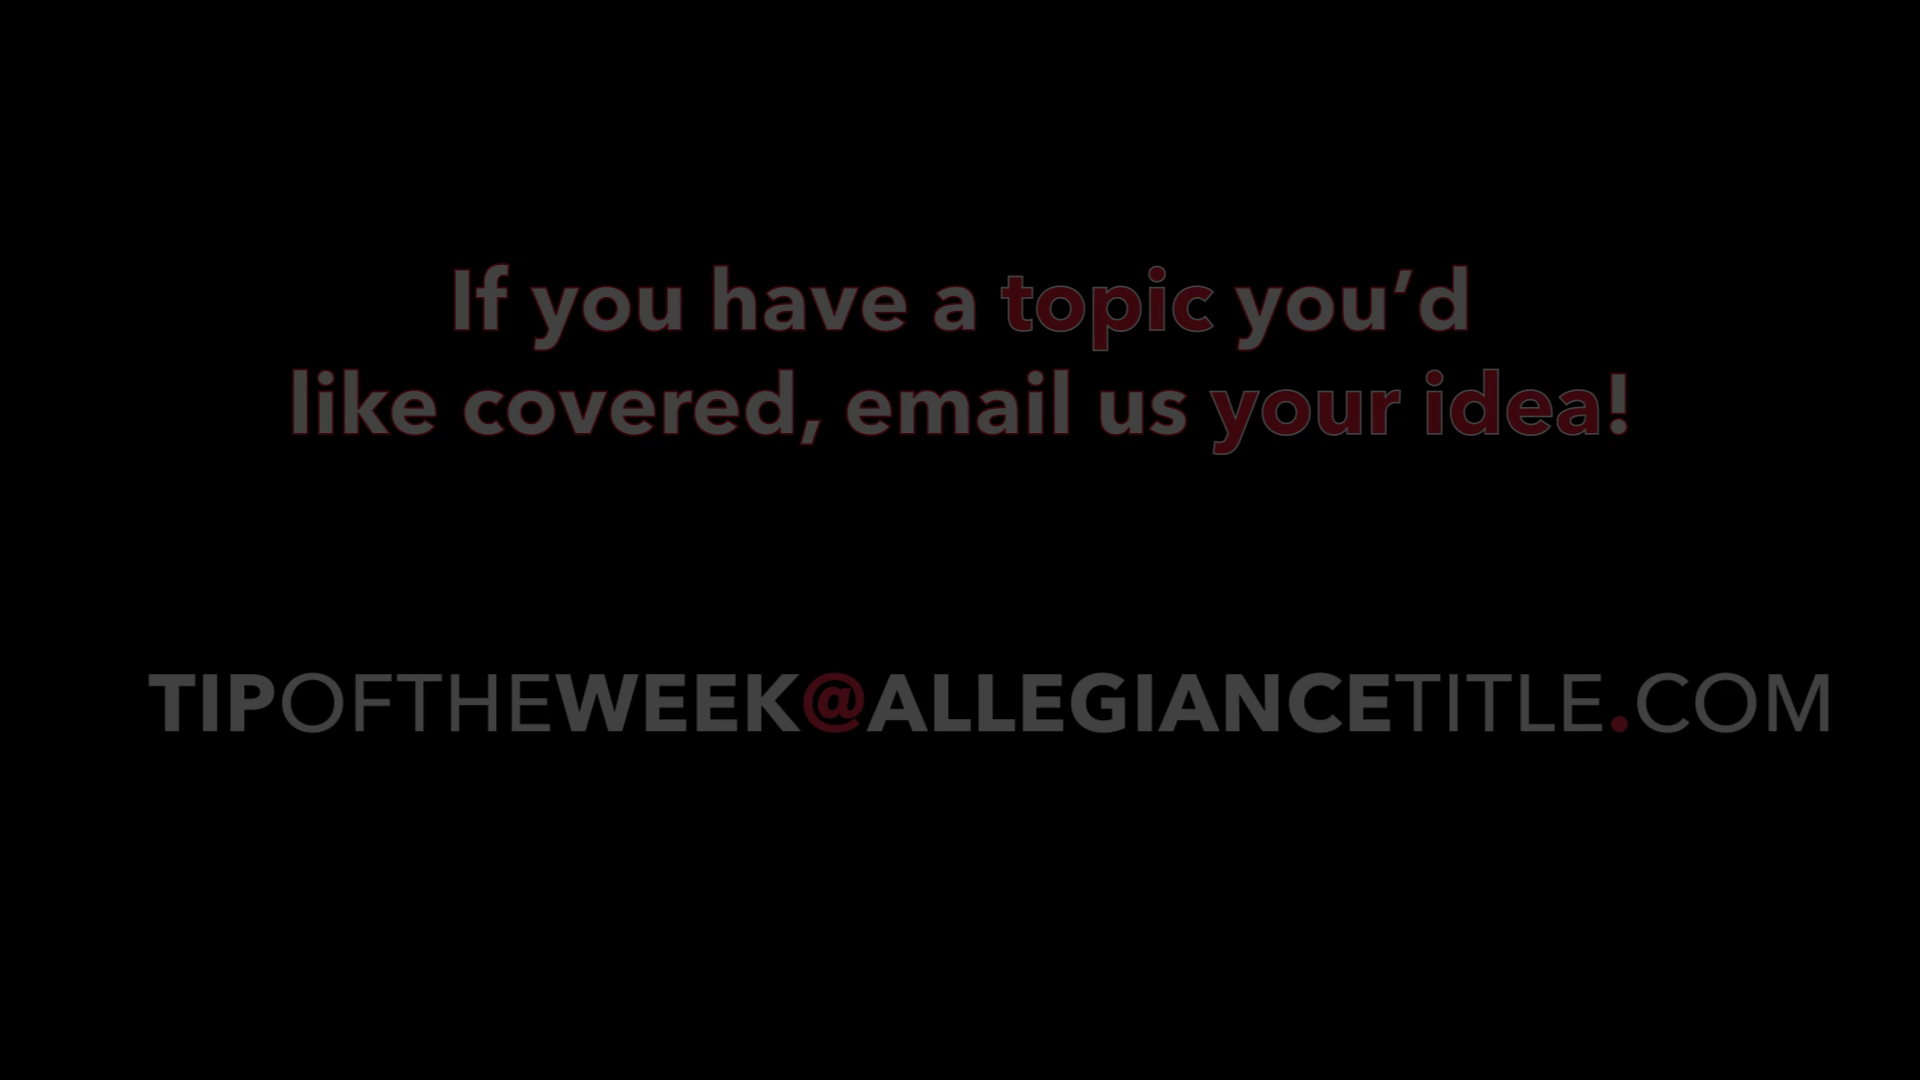 If you have a topic you’d
like covered, email us your idea!
TIPOFTHEWEEK@ALLEGIANCETITLE.COM